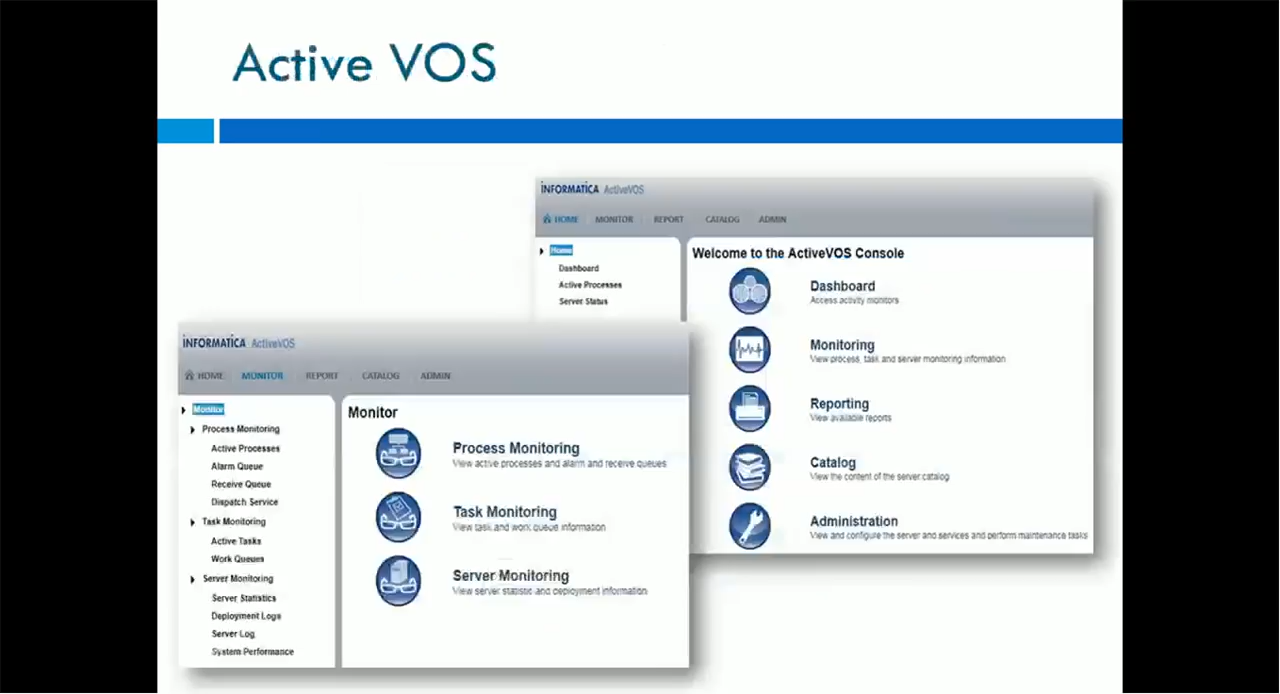 Active VOS
INFORMATICA ActiveVOS
HOME MONITOR REPORT CATALOG ADMIN
Home
Dashboard
Active Processes
Server Status
Welcome to the ActiveVOS Console
Dashboard
Access activity monitors
Monitoring
View process, task and server monitoring information
Reporting
View available reports
Catalog
View the content of the server catalog
Administration
View and configure the server and services and perform maintenance tasks
INFORMATICA ActiveVOS
HOME MONITOR REPORT CATALOG ADMIN
Monitor
Process Monitoring
Active Processes
Alarm Queue
Receive Queue
Dispatch Service
Task Monitoring
Active Tasks
Work Queues
Server Monitoring
Server Statistics
Deployment Logs
Server Log
System Performance
Monitor
Process Monitoring
View active processes and alarm and receive queues
Task Monitoring
View task and work queue information
Server Monitoring
View server statistic and deployment information